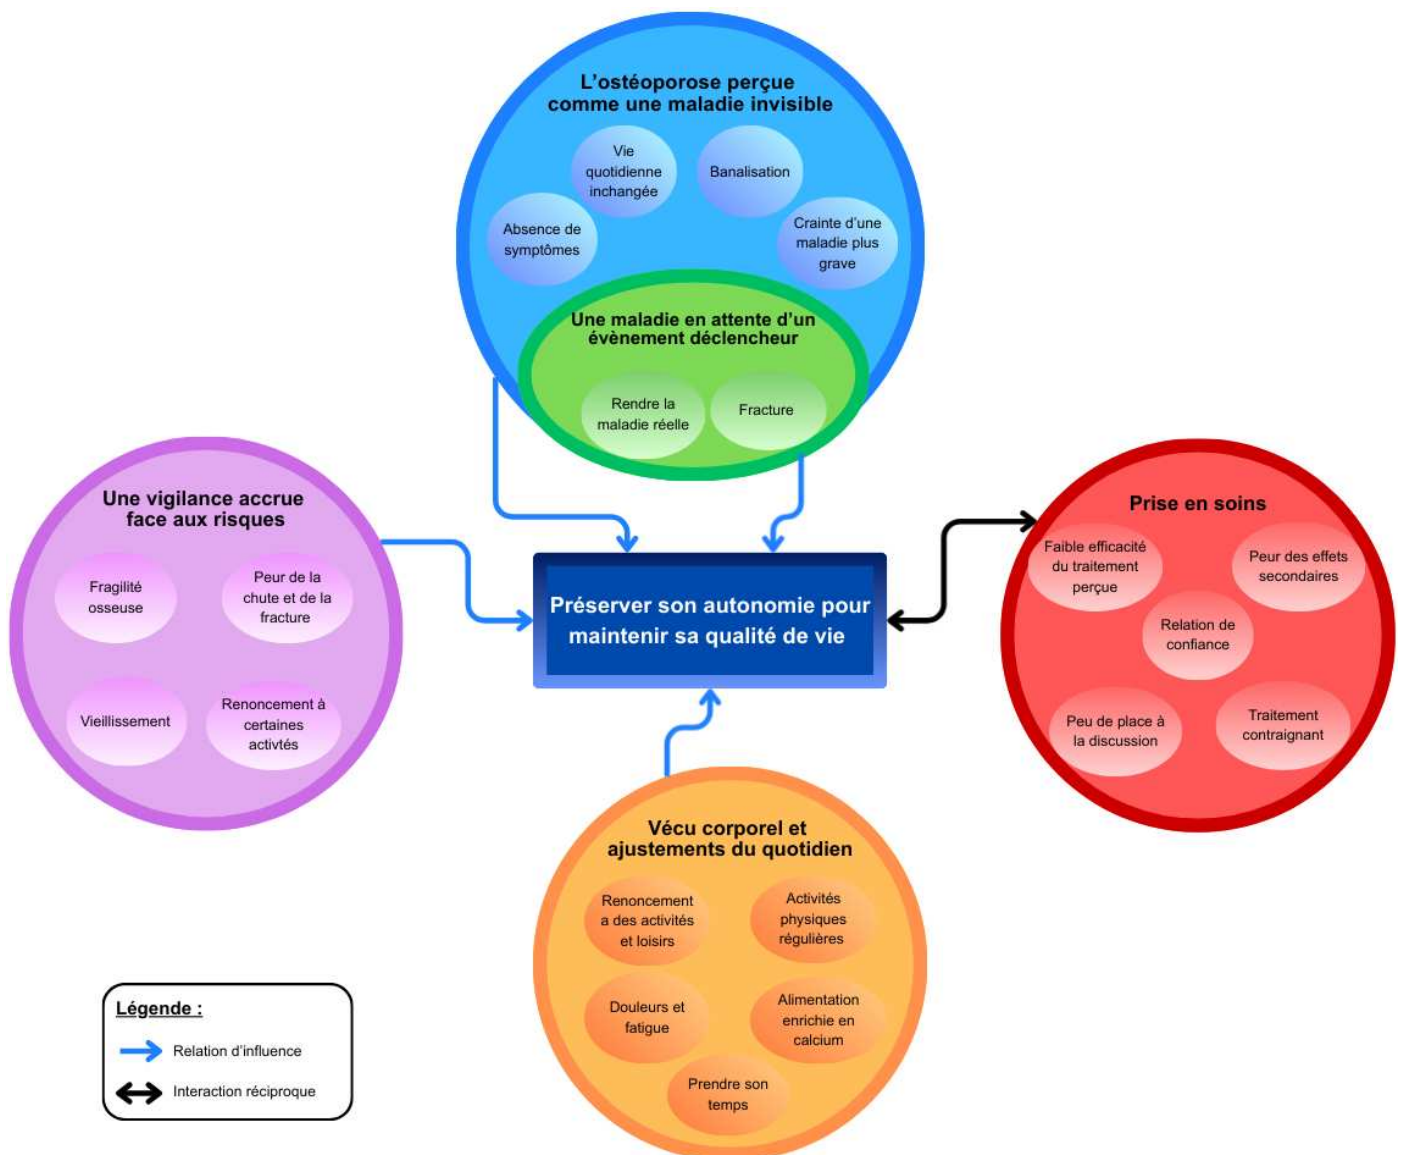 L'ostéoporose perçue
comme une maladie invisible
Vie
quotidienne
inchangée
Banalisation
Absence de
symptômes
Crainte d'une
maladie plus
grave
Une maladie en attente d'un
évènement déclencheur
Rendre la
maladie réelle
Fracture
Une vigilance accrue
face aux risques
Fragilité
osseuse
Peur de la
chute et de la
fracture
Vieillissement
Renoncement à
certaines
activtés
Préserver son autonomie pour
maintenir sa qualité de vie
Prise en soins
Faible efficacité
du traitement
perçue
Peur des effets
secondaires
Relation de
confiance
Peu de place à
la discussion
Traitement
contraignant
Vécu corporel et
ajustements du quotidien
Renoncement
a des activités
et loisirs
Activités
physiques
régulières
Douleurs et
fatigue
Alimentation
enrichie en
calcium
Prendre son
temps
Légende :
Relation d'influence
Interaction réciproque